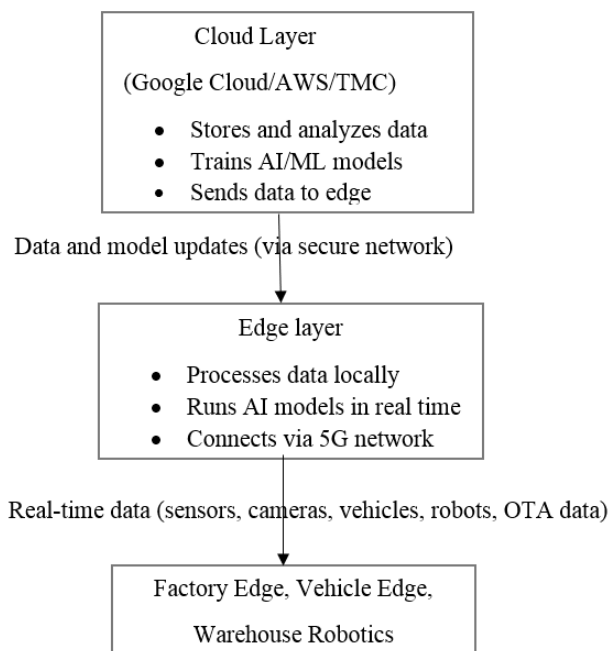 Cloud Layer
(Google Cloud/AWS/TMC)
• Stores and analyzes data
• Trains AI/ML models
• Sends data to edge
Data and model updates (via secure network)
Edge layer
• Processes data locally
• Runs AI models in real time
• Connects via 5G network
Real-time data (sensors, cameras, vehicles, robots, OTA data)
Factory Edge, Vehicle Edge,
Warehouse Robotics